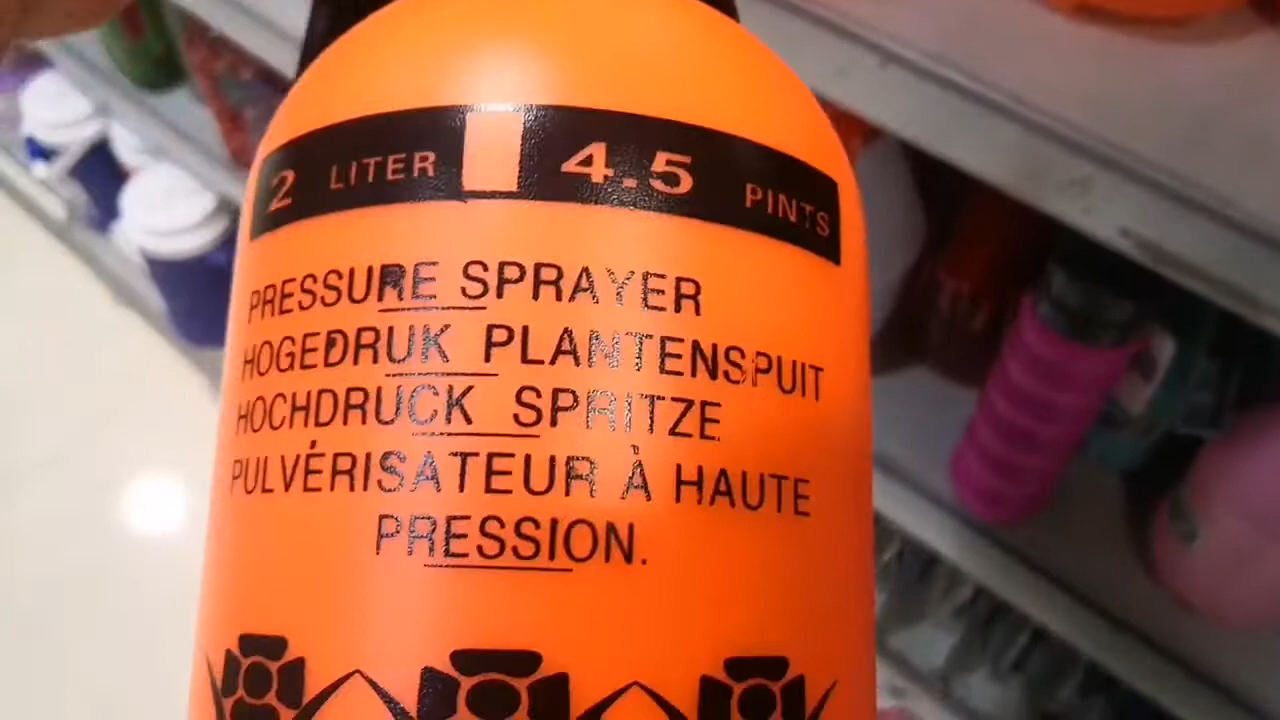 2 LITER 4.5 PINTS
PRESSURE SPRAYER
HOGEDRUK PLANTENSPUIT
HOCHDRUCK SPRITZE
PULVÉRISATEUR À HAUTE
PRESSION.